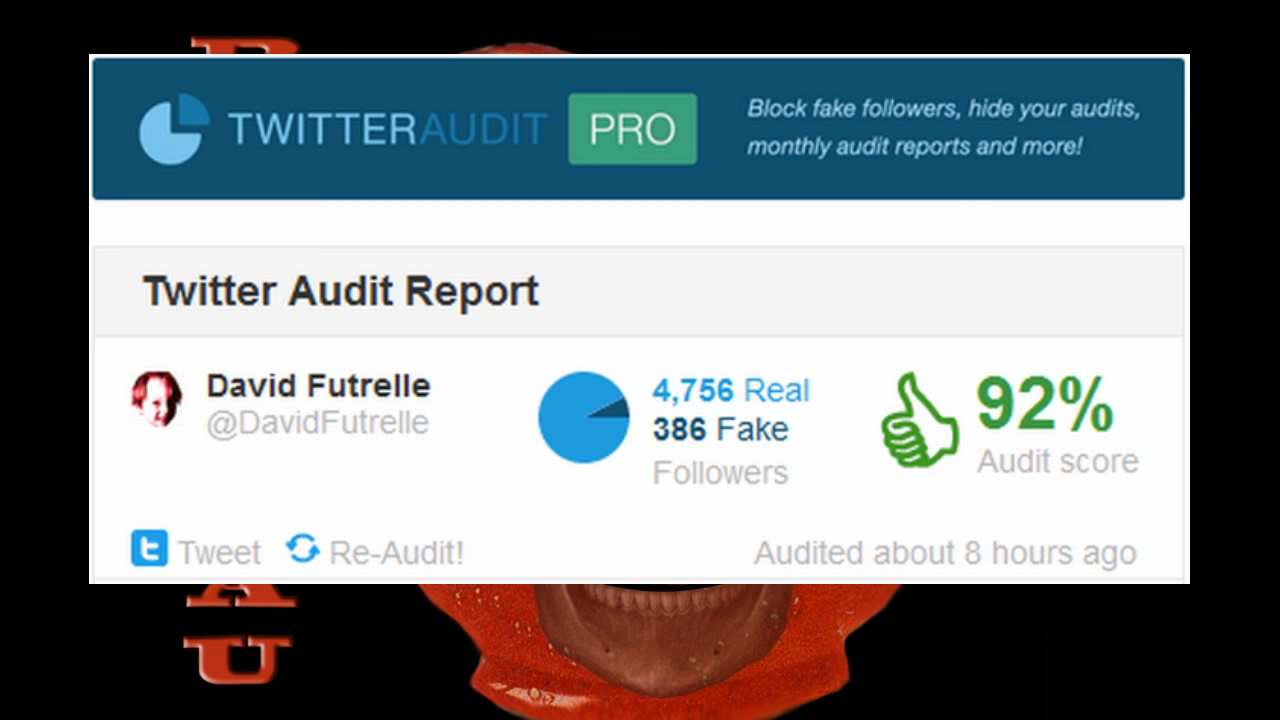 TWITTERAUDIT PRO
Block fake followers, hide your audits,
monthly audit reports and more!
Twitter Audit Report
David Futrelle
@DavidFutrelle
4,756 Real
386 Fake
Followers
92%
Audit score
Tweet
Re-Audit!
Audited about 8 hours ago
A
U